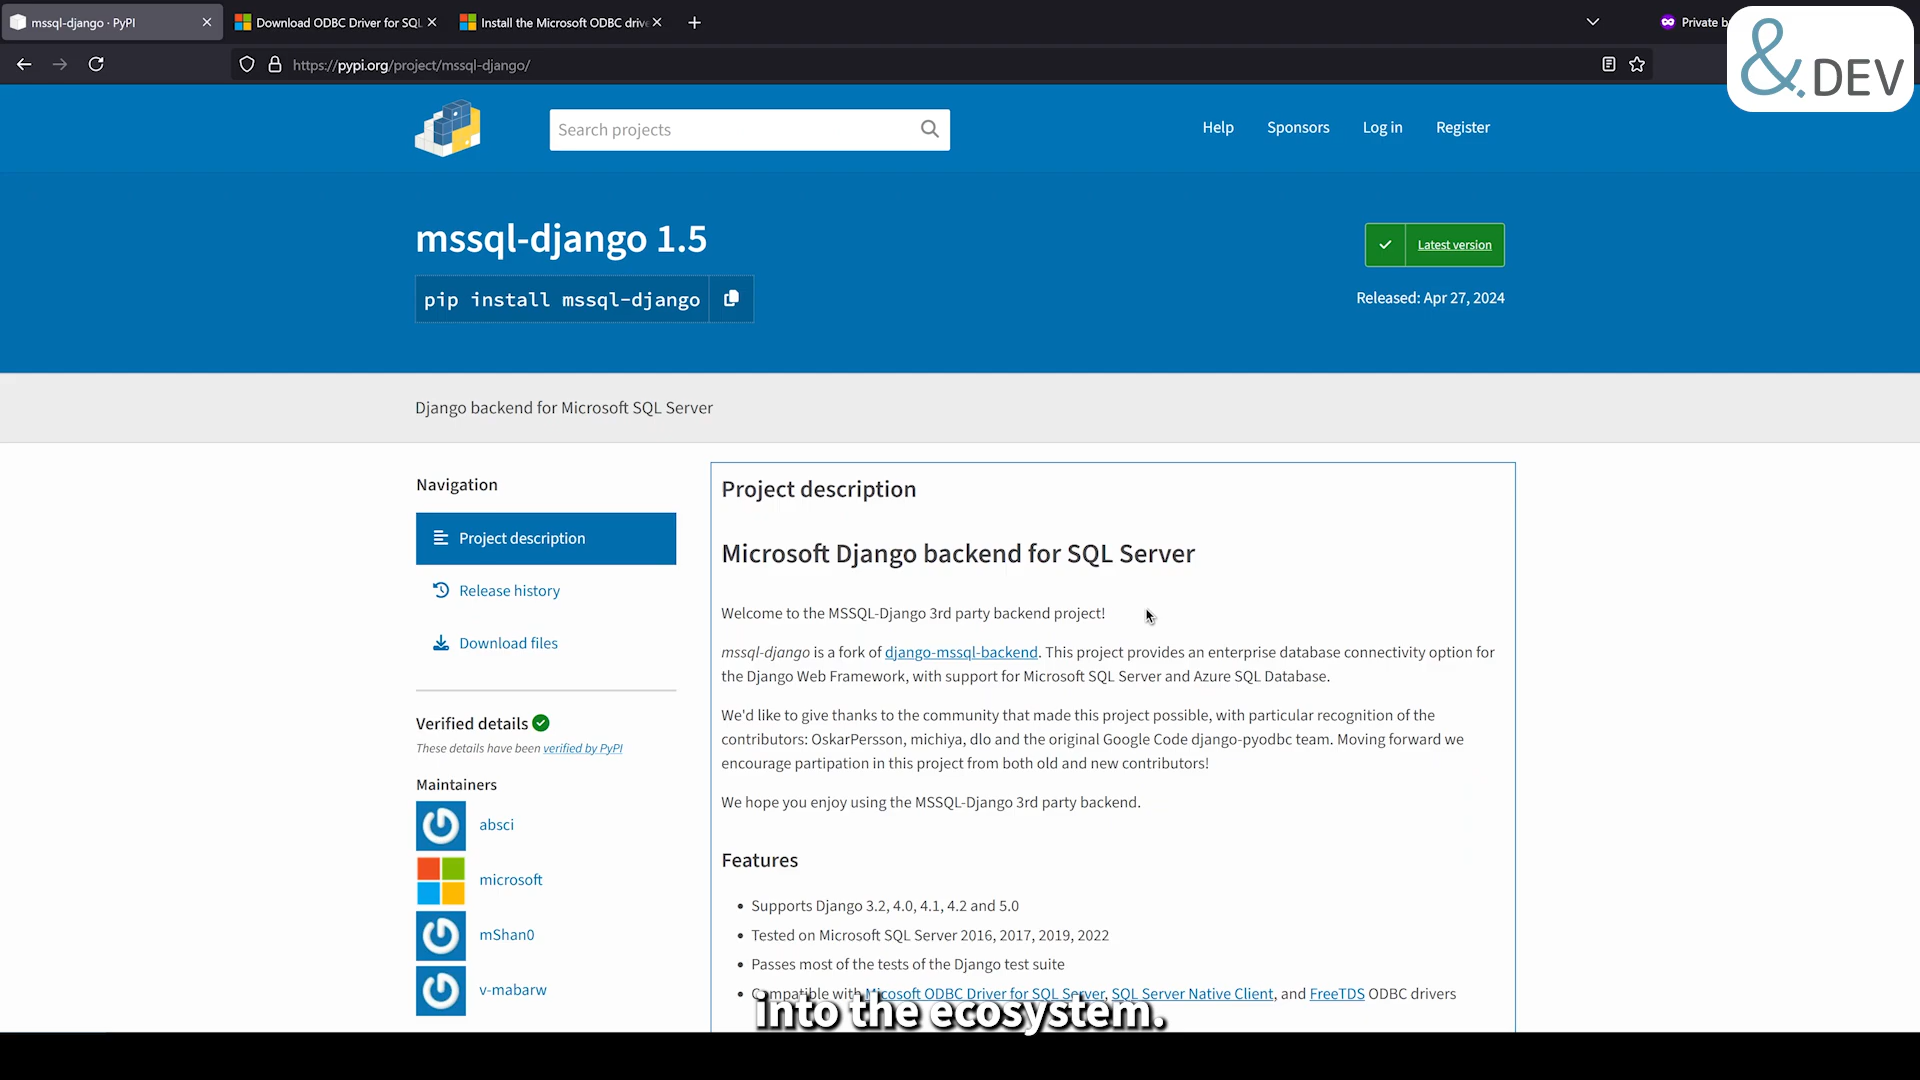 mssql-django · PyPI
Download ODBC Driver for SQL
Install the Microsoft ODBC drive
Private b
&.DEV
https://pypi.org/project/mssql-django/
Search projects
Help
Sponsors
Log in
Register
mssql-django 1.5
Latest version
pip install mssql-django
Released: Apr 27, 2024
Django backend for Microsoft SQL Server
Navigation
Project description
Release history
Download files
Verified details
These details have been verified by PyPI
Maintainers
absci
microsoft
mShan0
v-mabarw
Project description
Microsoft Django backend for SQL Server
Welcome to the MSSQL-Django 3rd party backend project!
mssql-django is a fork of django-mssql-backend. This project provides an enterprise database connectivity option for
the Django Web Framework, with support for Microsoft SQL Server and Azure SQL Database.
We'd like to give thanks to the community that made this project possible, with particular recognition of the
contributors: OskarPersson, michiya, dlo and the original Google Code django-pyodbc team. Moving forward we
encourage partipation in this project from both old and new contributors!
We hope you enjoy using the MSSQL-Django 3rd party backend.
Features
Supports Django 3.2, 4.0, 4.1, 4.2 and 5.0
Tested on Microsoft SQL Server 2016, 2017, 2019, 2022
Passes most of the tests of the Django test suite
Compatible with Micosoft ODBC Driver for SQL Server, SQL Server Native Client, and FreeTDS ODBC drivers
into the ecosystem.